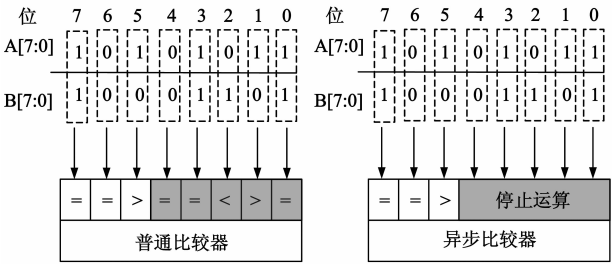 位 7 6 5 4 3 2 1 0
A[7:0] 1 0 1 0 1 0 1 1
B[7:0] 1 0 0 0 1 1 0 1
= = > = = < > =
普通比较器
位 7 6 5 4 3 2 1 0
A[7:0] 1 0 1 0 1 0 1 1
B[7:0] 1 0 0 0 1 1 0 1
= = > 停止运算
异步比较器